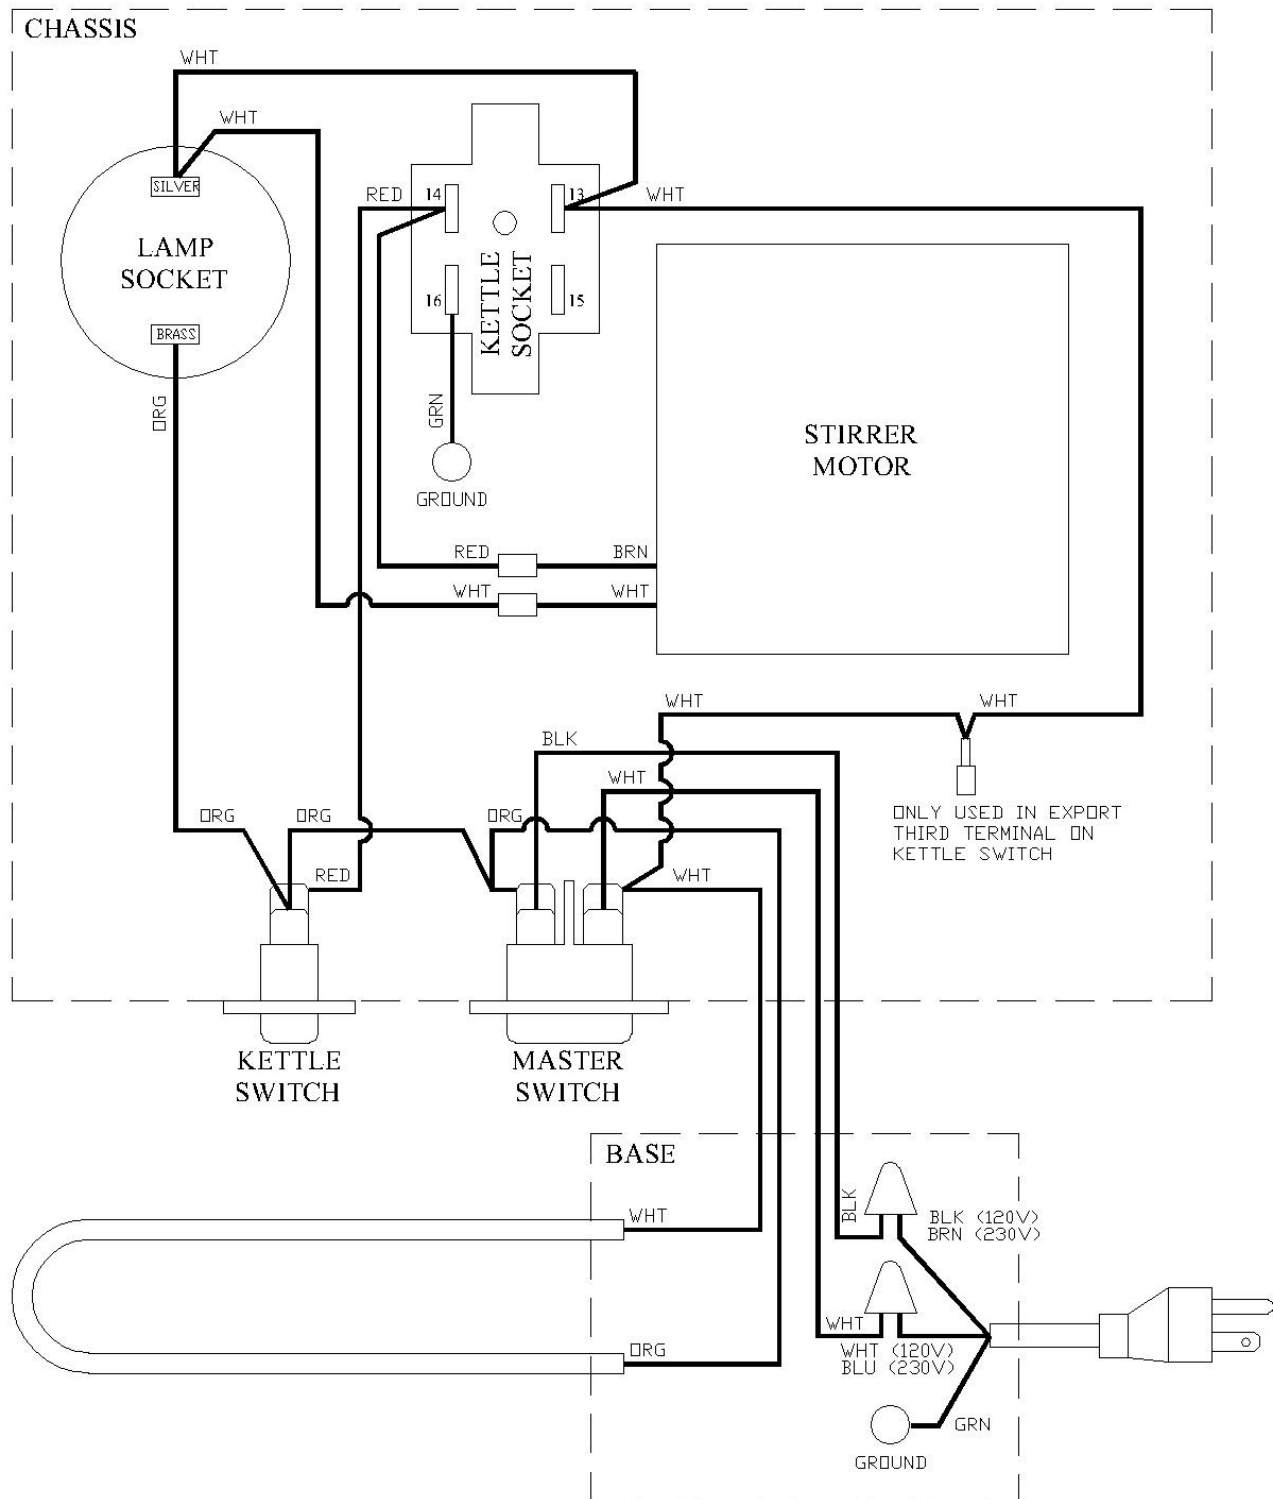 CHASSIS
WHT
WHT
SILVER
RED
14
13
WHT
LAMP
SOCKET
KETTLE
SOCKET
16
15
BRASS
ORG
GRN
STIRRER
MOTOR
GROUND
RED
BRN
WHT
WHT
WHT
WHT
BLK
WHT
ORG
ORG
ORG
ONLY USED IN EXPORT
THIRD TERMINAL ON
KETTLE SWITCH
RED
WHT
KETTLE
SWITCH
MASTER
SWITCH
BASE
BLK
WHT
BLK (120V)
BRN (230V)
WHT
ORG
WHT (120V)
BLU (230V)
GRN
GROUND